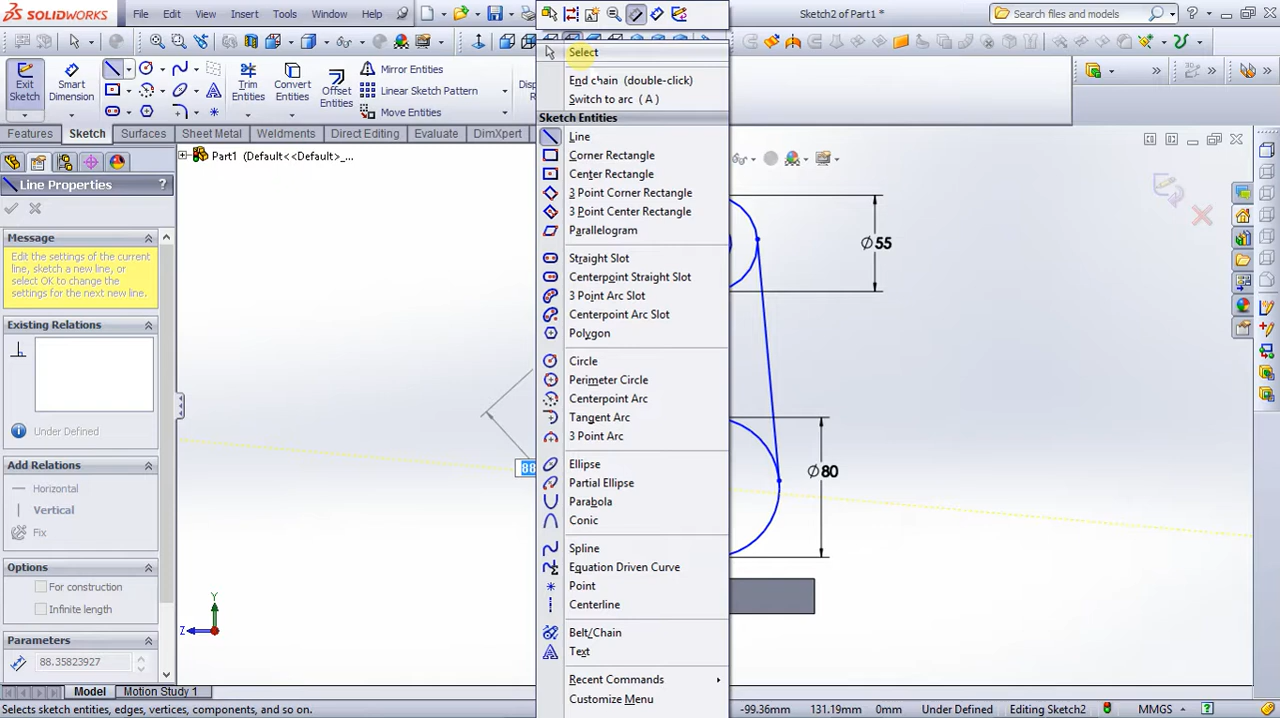 SOLIDWORKS File Edit View Insert Tools Window Help Sketch2 of Part1 * Search files and models
Select
End chain (double-click)
Switch to arc ( A )
Exit Sketch
Smart Dimension
Trim Entities
Convert Entities
Offset Entities
Mirror Entities
Linear Sketch Pattern
Move Entities
Features Sketch Surfaces Sheet Metal Weldments Direct Editing Evaluate DimXpert
Part1 (Default<<Default>_...
Line Properties ?
Message
Edit the settings of the current
line, sketch a new line, or
select OK to change the
settings for the next new line.
Existing Relations
Under Defined
Add Relations
Horizontal
Vertical
Fix
Options
For construction
Infinite length
Parameters
88.35823927
Sketch Entities
Line
Corner Rectangle
Center Rectangle
3 Point Corner Rectangle
3 Point Center Rectangle
Parallelogram
Straight Slot
Centerpoint Straight Slot
3 Point Arc Slot
Centerpoint Arc Slot
Polygon
Circle
Perimeter Circle
Centerpoint Arc
Tangent Arc
3 Point Arc
Ellipse
Partial Ellipse
Parabola
Conic
Spline
Equation Driven Curve
Point
Centerline
Belt/Chain
Text
Recent Commands
Customize Menu
88
Ø55
Ø80
Y
Z
Model Motion Study 1
Selects sketch entities, edges, vertices, components, and so on. -99.36mm 131.19mm 0mm Under Defined Editing Sketch2 MMGS